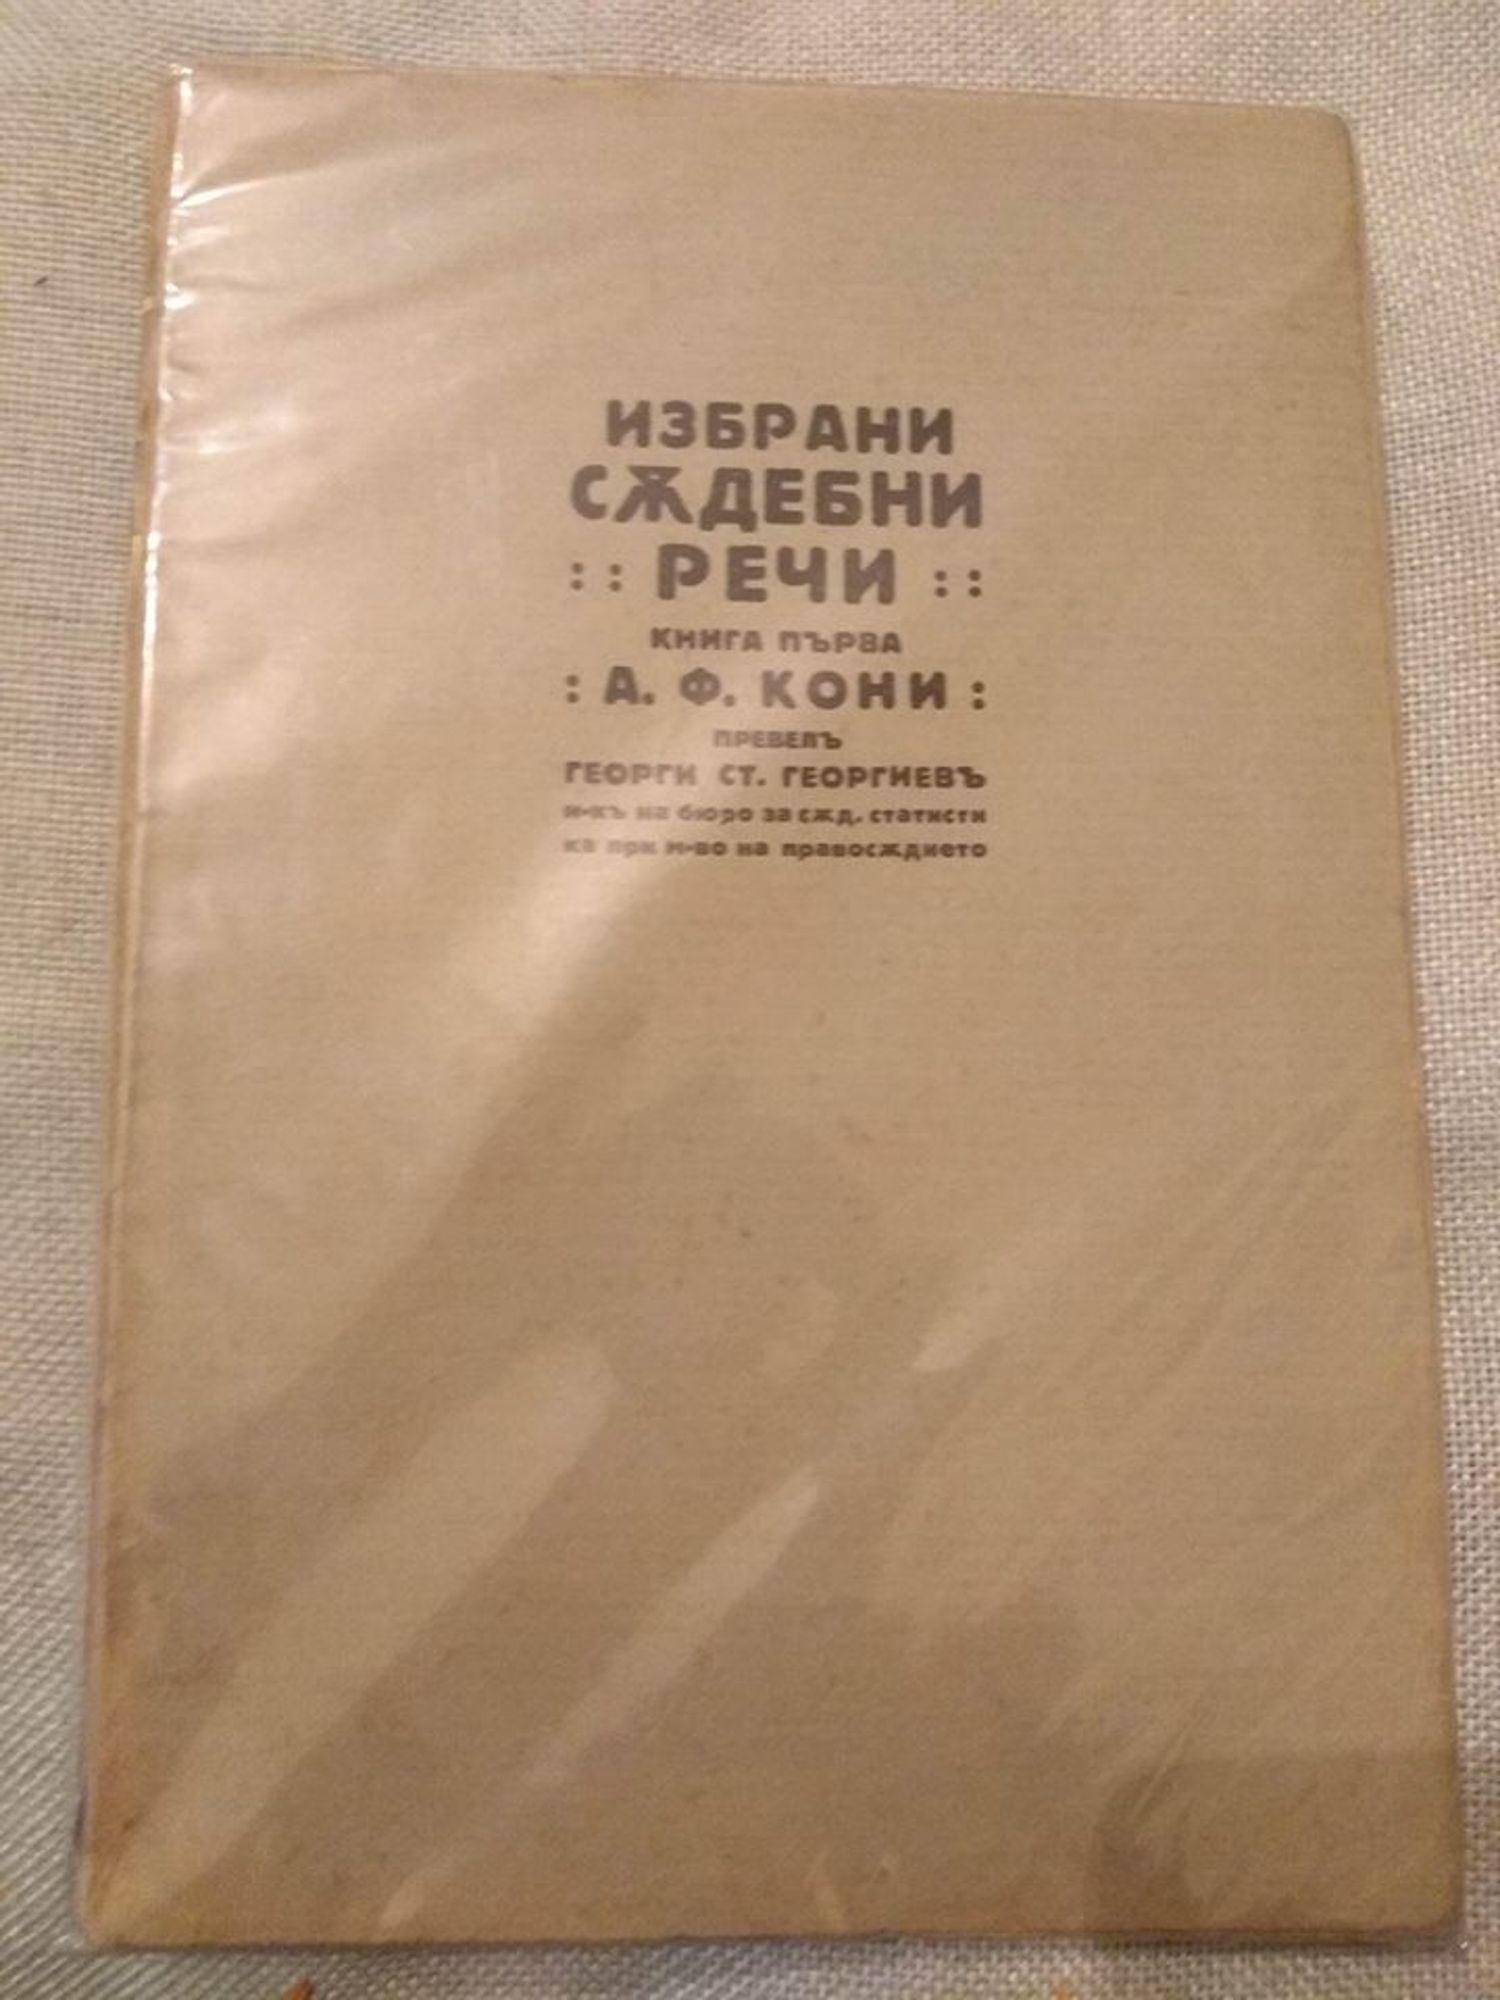 ИЗБРАНИ
СѪДЕБНИ
:: РЕЧИ ::
КНИГА ПЪРВА
: А. Ф. КОНИ :
ПРЕВЕЛЪ
ГЕОРГИ СТ. ГЕОРГИЕВЪ
н-къ на бюро за сѫд. статисти
ка при м-во на правосѫдието